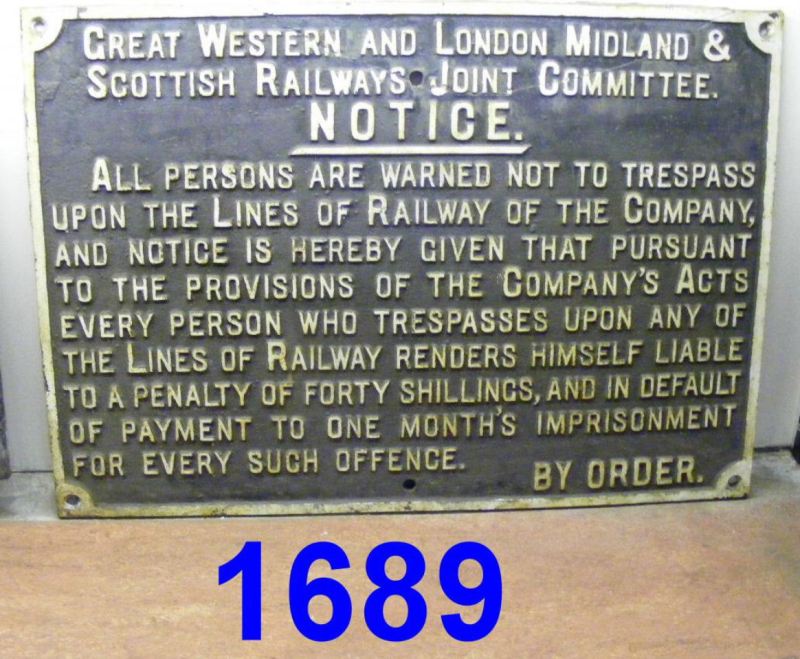 GREAT WESTERN AND LONDON MIDLAND &
SCOTTISH RAILWAYS JOINT COMMITTEE.
NOTICE.
ALL PERSONS ARE WARNED NOT TO TRESPASS
UPON THE LINES OF RAILWAY OF THE COMPANY,
AND NOTICE IS HEREBY GIVEN THAT PURSUANT
TO THE PROVISIONS OF THE COMPANY'S ACTS
EVERY PERSON WHO TRESPASSES UPON ANY OF
THE LINES OF RAILWAY RENDERS HIMSELF LIABLE
TO A PENALTY OF FORTY SHILLINGS, AND IN DEFAULT
OF PAYMENT TO ONE MONTH'S IMPRISONMENT
FOR EVERY SUCH OFFENCE.
BY ORDER.
1689